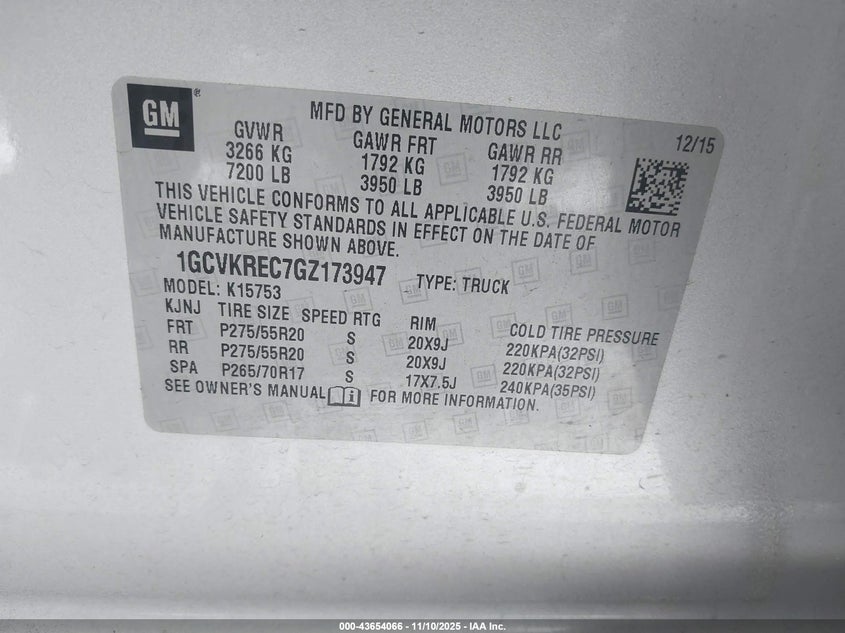 GM®
MFD BY GENERAL MOTORS LLC
12/15
GVWR GAWR FRT GAWR RR
3266 KG 1792 KG 1792 KG
7200 LB 3950 LB 3950 LB
THIS VEHICLE CONFORMS TO ALL APPLICABLE U.S. FEDERAL MOTOR
VEHICLE SAFETY STANDARDS IN EFFECT ON THE DATE OF
MANUFACTURE SHOWN ABOVE.
1GCVKREC7GZ173947 TYPE: TRUCK
MODEL: K15753
KJNJ TIRE SIZE SPEED RTG RIM COLD TIRE PRESSURE
FRT P275/55R20 S 20X9J 220KPA(32PSI)
RR P275/55R20 S 20X9J 220KPA(32PSI)
SPA P265/70R17 S 17X7.5J 240KPA(35PSI)
SEE OWNER'S MANUAL i FOR MORE INFORMATION.
000-43654066 - 11/10/2025 - IAA Inc.